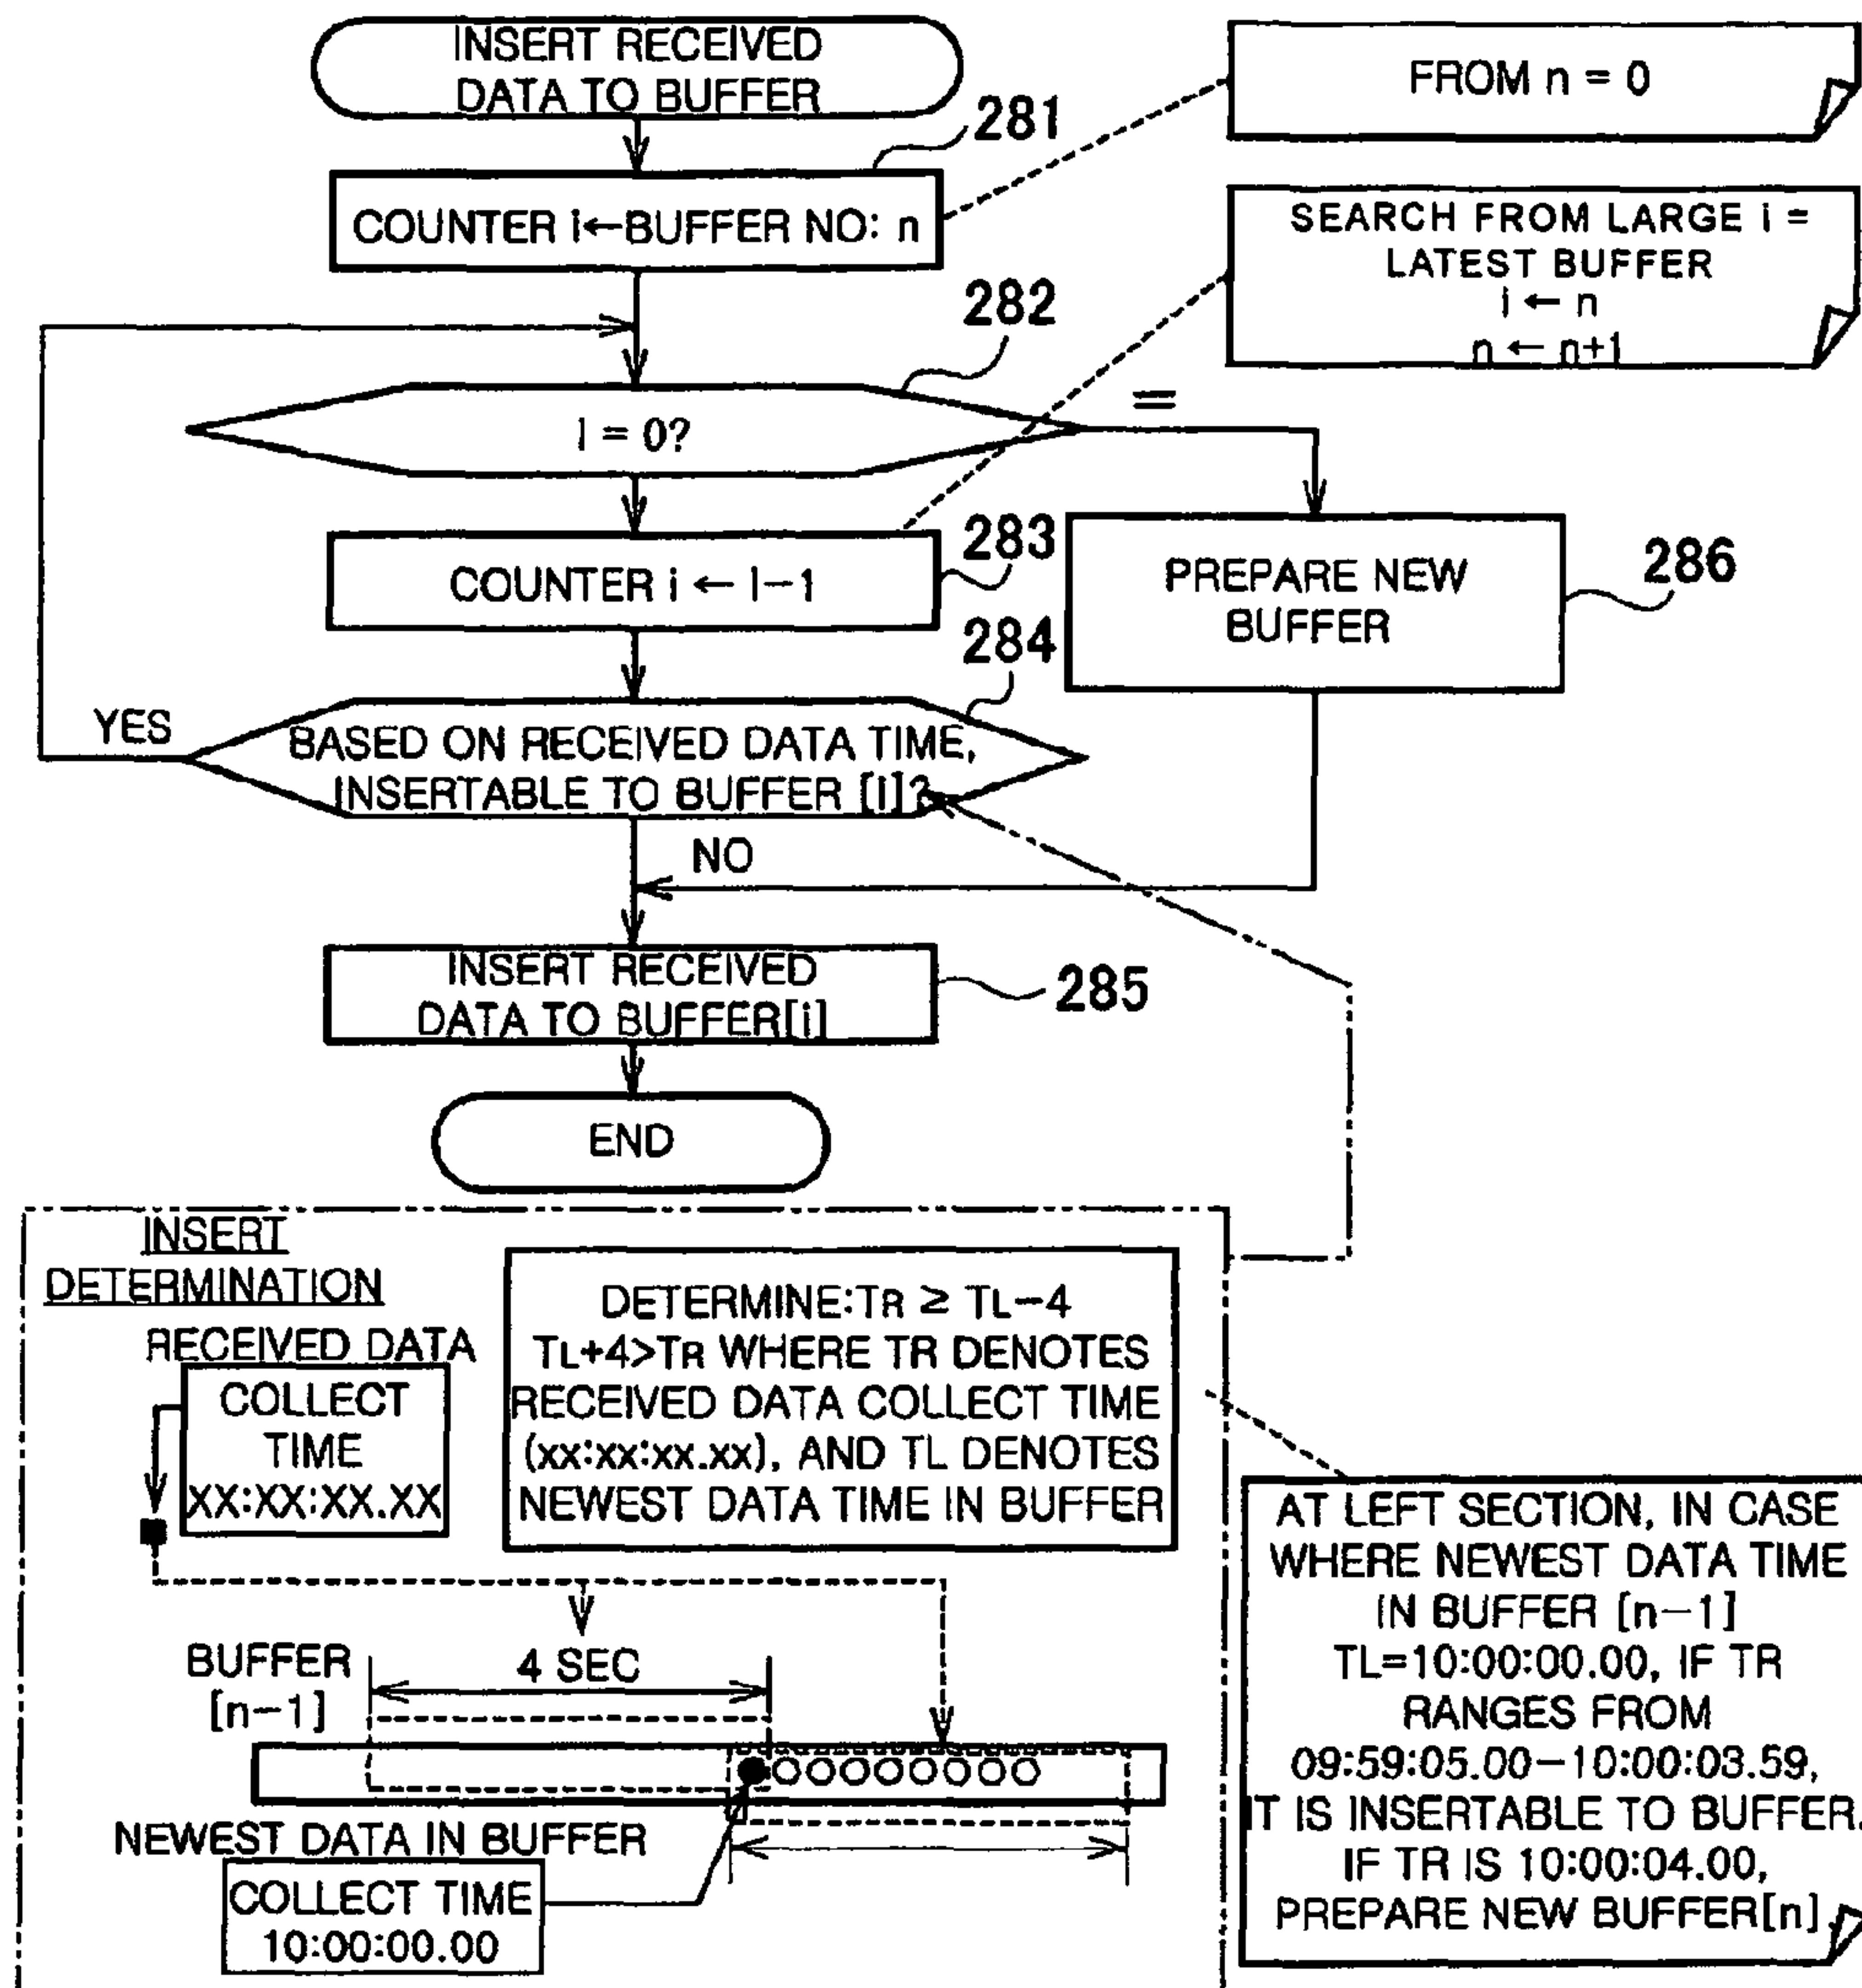 INSERT RECEIVED
DATA TO BUFFER
281
COUNTER i←BUFFER NO: n
FROM n = 0
SEARCH FROM LARGE i =
LATEST BUFFER
i ← n
n ← n+1
282
I = 0?
=
283
COUNTER i ← I-1
PREPARE NEW
BUFFER
286
284
YES
BASED ON RECEIVED DATA TIME,
INSERTABLE TO BUFFER [i]?
NO
INSERT RECEIVED
DATA TO BUFFER[i]
285
END
INSERT
DETERMINATION
RECEIVED DATA
COLLECT
TIME
XX:XX:XX.XX
DETERMINE:TR ≥ TL-4
TL+4>TR WHERE TR DENOTES
RECEIVED DATA COLLECT TIME
(xx:xx:xx.xx), AND TL DENOTES
NEWEST DATA TIME IN BUFFER
BUFFER
[n-1]
4 SEC
NEWEST DATA IN BUFFER
COLLECT TIME
10:00:00.00
AT LEFT SECTION, IN CASE
WHERE NEWEST DATA TIME
IN BUFFER [n-1]
TL=10:00:00.00, IF TR
RANGES FROM
09:59:05.00-10:00:03.59,
IT IS INSERTABLE TO BUFFER.
IF TR IS 10:00:04.00,
PREPARE NEW BUFFER[n].